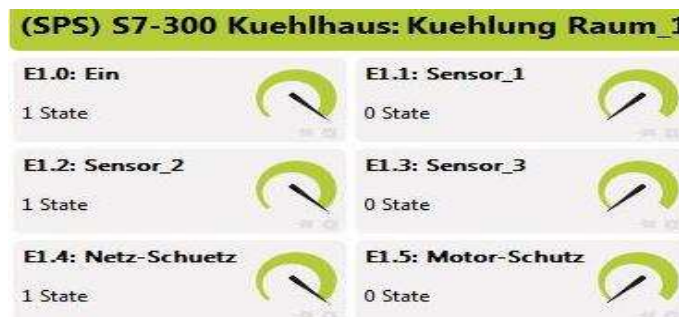 (SPS) S7-300 Kuehlhaus: Kuehlung Raum_1
E1.0: Ein
1 State
E1.1: Sensor_1
0 State
E1.2: Sensor_2
1 State
E1.3: Sensor_3
0 State
E1.4: Netz-Schuetz
1 State
E1.5: Motor-Schutz
0 State